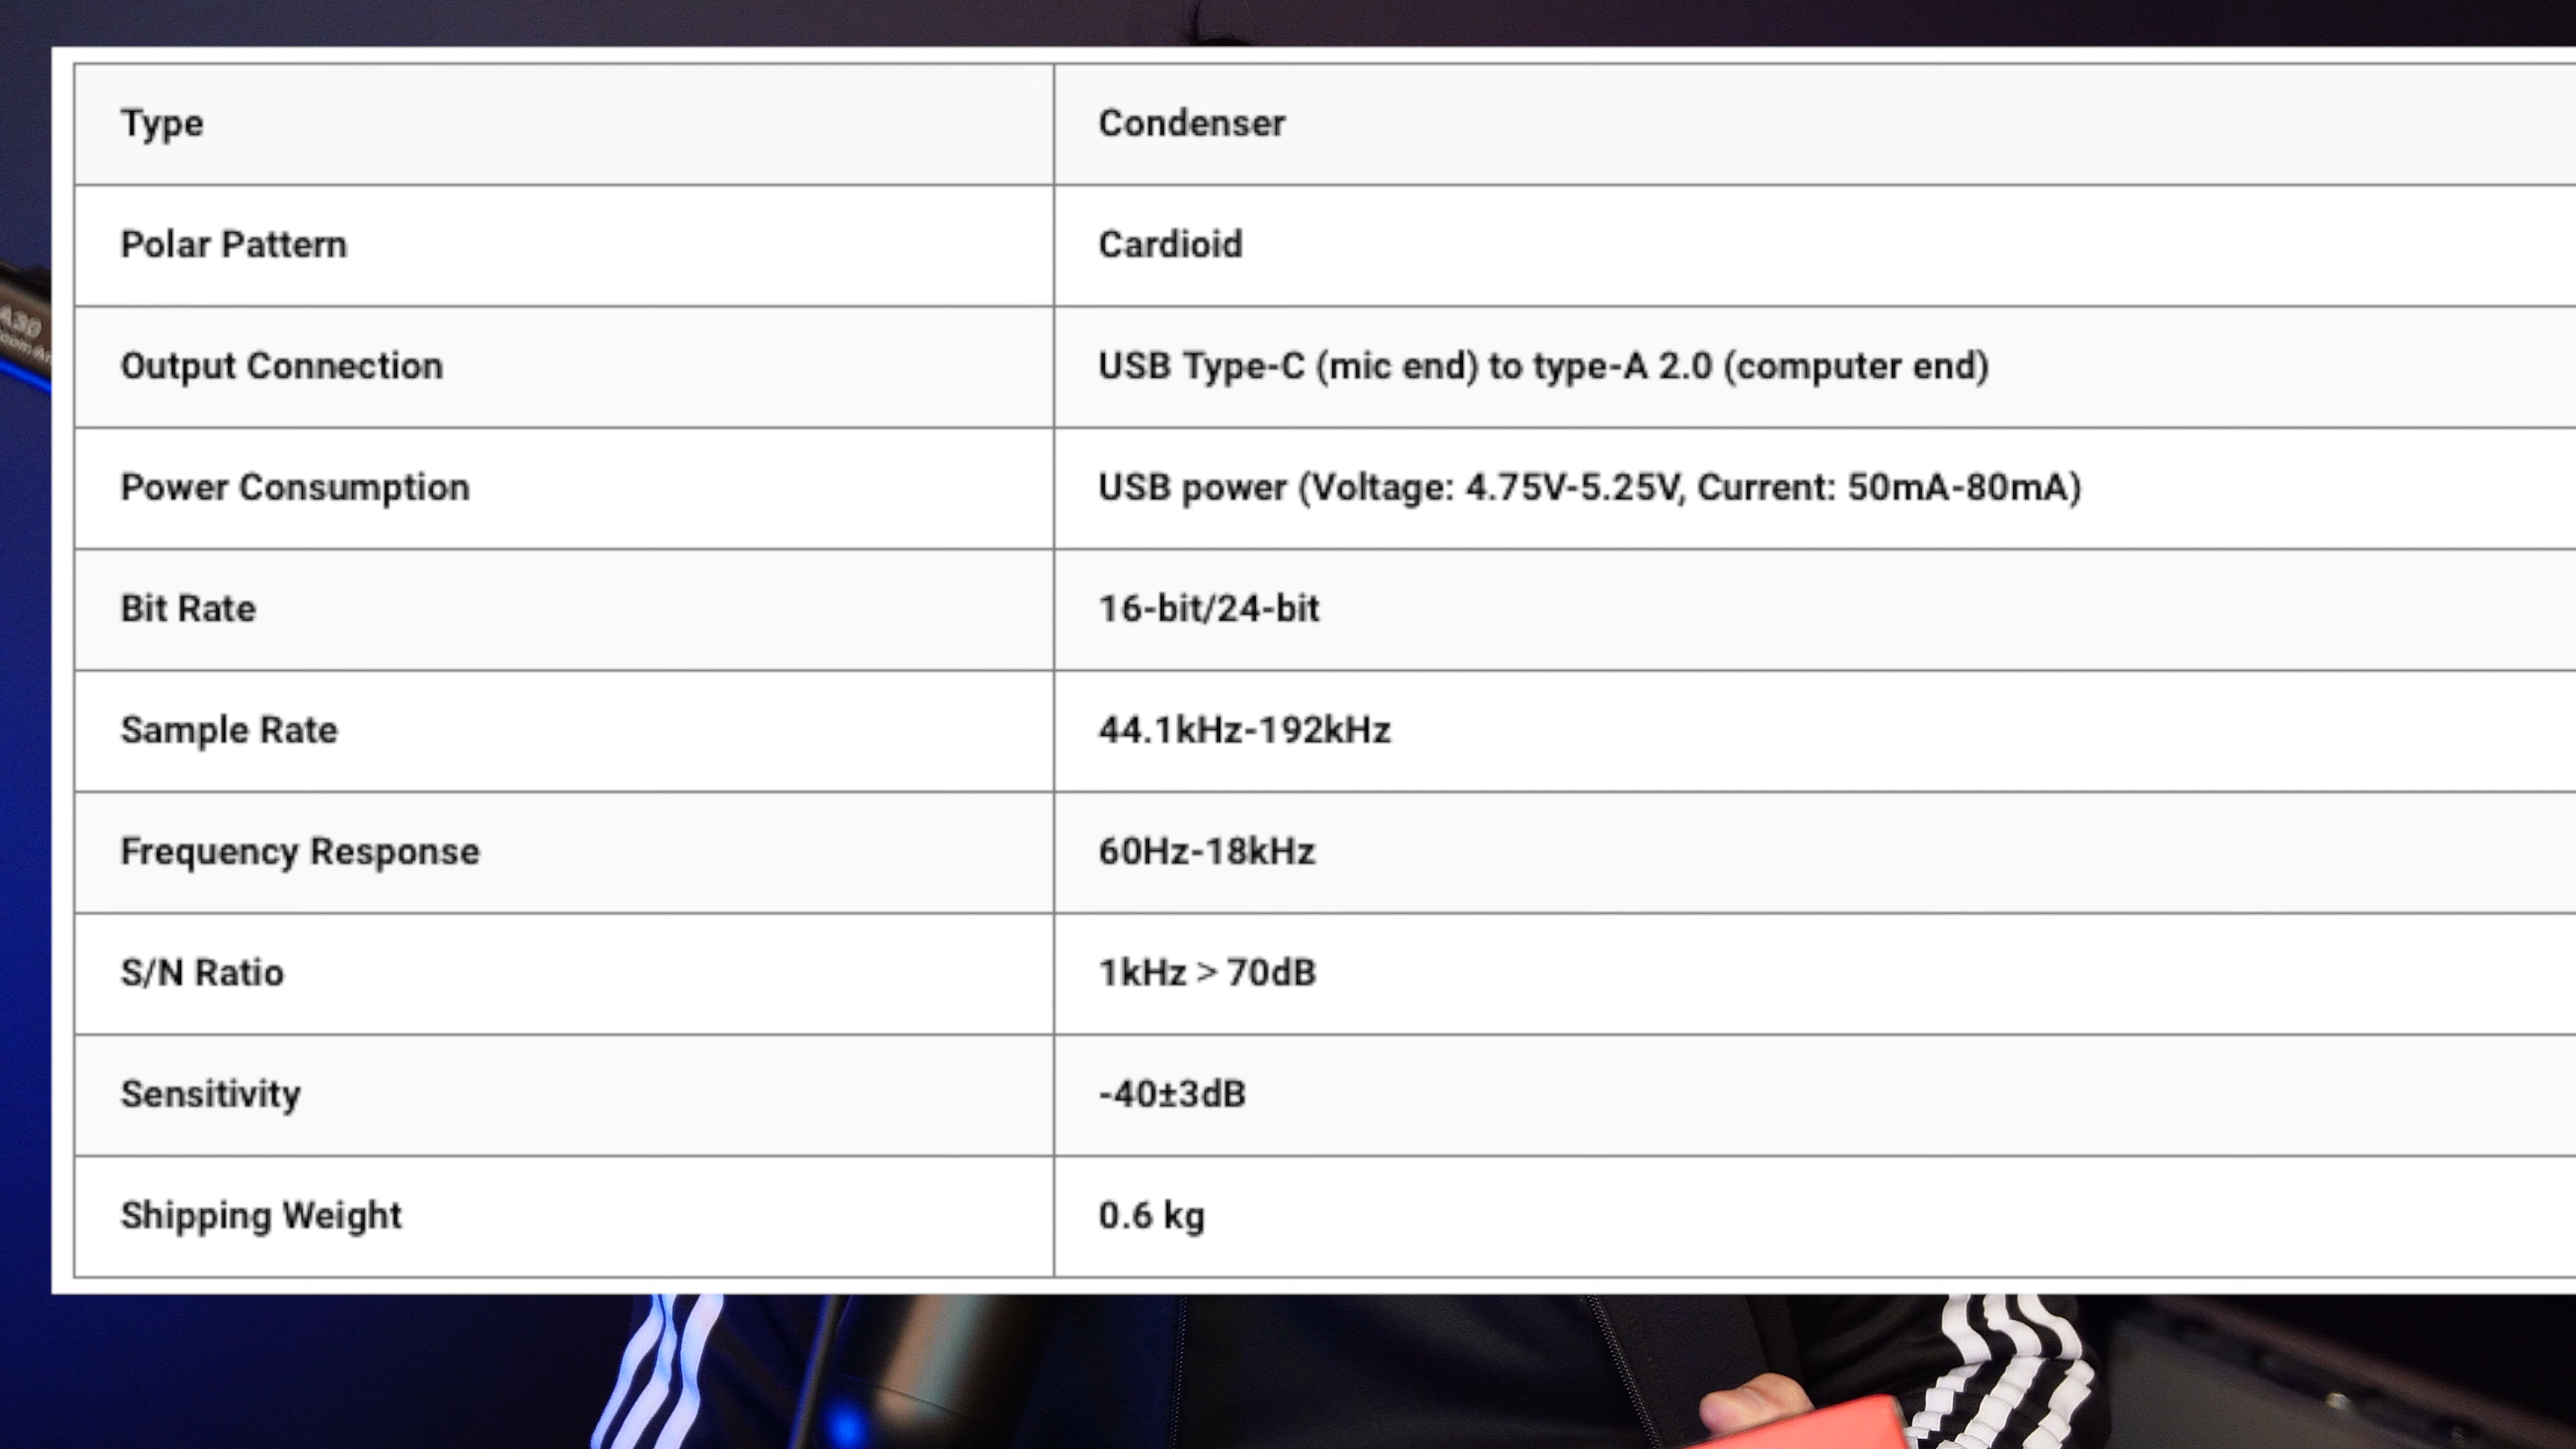 Type
Condenser
Polar Pattern
Cardioid
Output Connection
USB Type-C (mic end) to type-A 2.0 (computer end)
Power Consumption
USB power (Voltage: 4.75V-5.25V, Current: 50mA-80mA)
Bit Rate
16-bit/24-bit
Sample Rate
44.1kHz-192kHz
Frequency Response
60Hz-18kHz
S/N Ratio
1kHz > 70dB
Sensitivity
-40±3dB
Shipping Weight
0.6 kg
A30